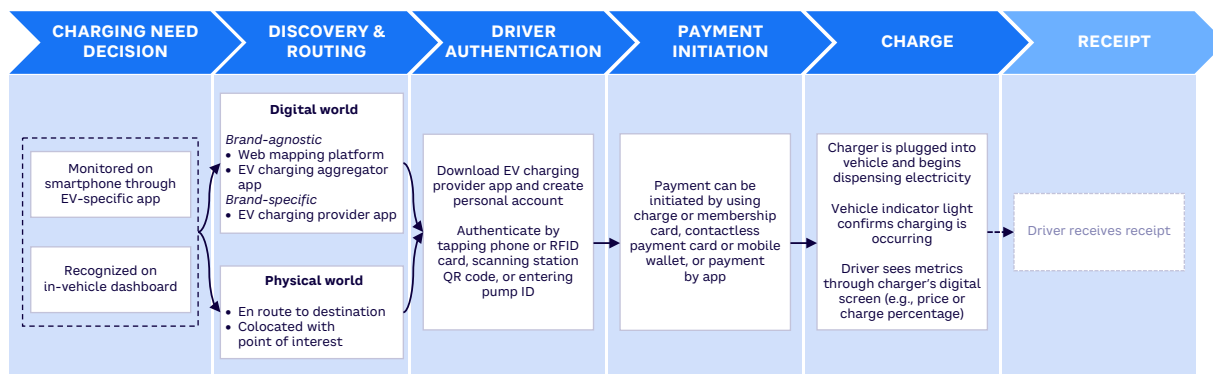 CHARGING NEED
DECISION
DISCOVERY &
ROUTING
DRIVER
AUTHENTICATION
PAYMENT
INITIATION
CHARGE
RECEIPT
Monitored on
smartphone through
EV-specific app
Recognized on
in-vehicle dashboard
Digital world
Brand-agnostic
• Web mapping platform
• EV charging aggregator
app
Brand-specific
• EV charging provider app
Physical world
• En route to destination
• Colocated with
point of interest
Download EV charging
provider app and create
personal account
Authenticate by
tapping phone or RFID
card, scanning station
QR code, or entering
pump ID
Payment can be
initiated by using
charge or membership
card, contactless
payment card or mobile
wallet, or payment
by app
Charger is plugged into
vehicle and begins
dispensing electricity
Vehicle indicator light
confirms charging is
occurring
Driver sees metrics
through charger's digital
screen (e.g., price or
charge percentage)
Driver receives receipt